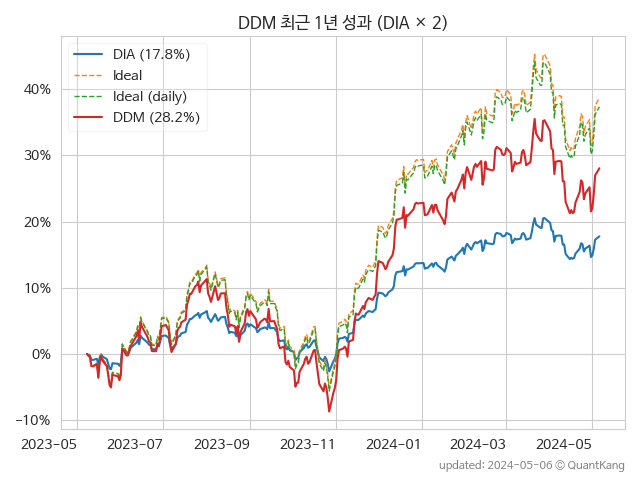 DDM 최근 1년 성과 (DIA × 2)
DIA (17.8%)
Ideal
Ideal (daily)
DDM (28.2%)
40%
30%
20%
10%
0%
−10%
2023-05 2023-07 2023-09 2023-11 2024-01 2024-03 2024-05
updated: 2024-05-06 © QuantKang